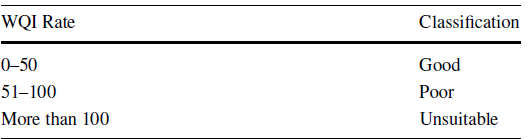 WQI Rate Classification
0–50 Good
51–100 Poor
More than 100 Unsuitable